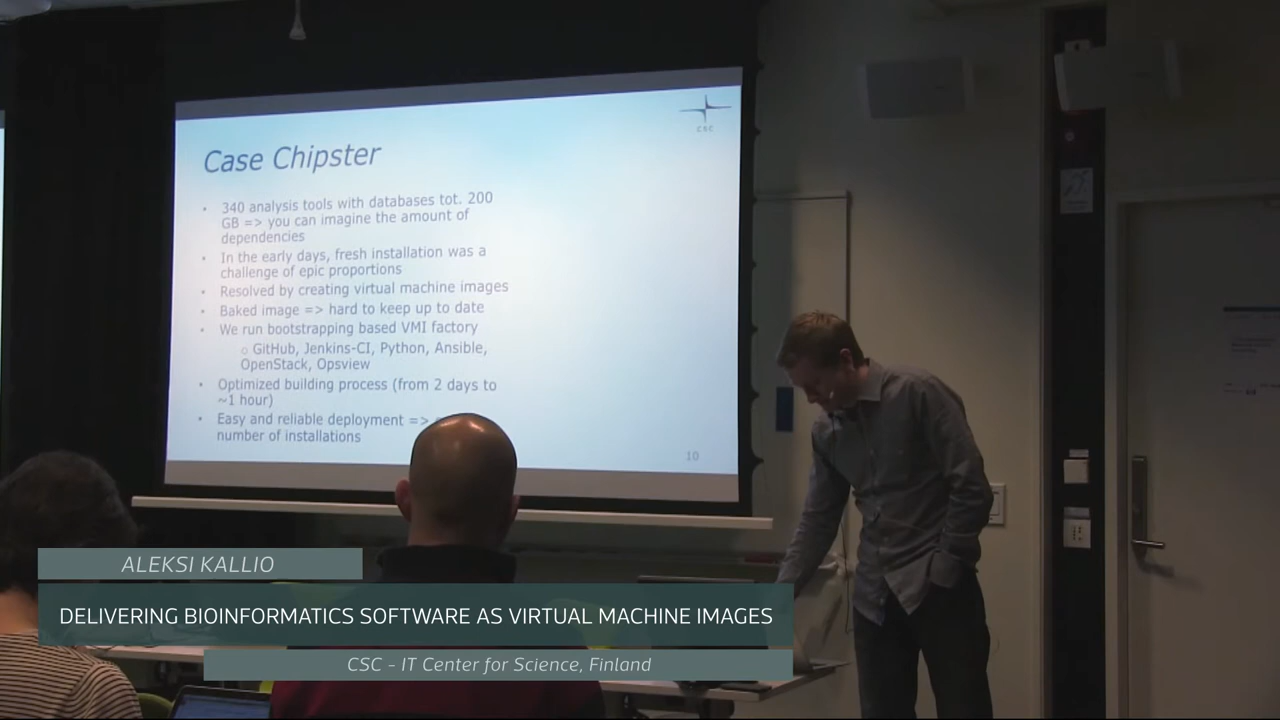 CSC
Case Chipster
340 analysis tools with databases tot. 200
GB => you can imagine the amount of
dependencies
In the early days, fresh installation was a
challenge of epic proportions
Resolved by creating virtual machine images
Baked image => hard to keep up to date
We run bootstrapping based VMI factory
GitHub, Jenkins-CI, Python, Ansible,
OpenStack, Opsview
Optimized building process (from 2 days to
~1 hour)
Easy and reliable deployment =>
number of installations
10
ALEKSI KALLIO
DELIVERING BIOINFORMATICS SOFTWARE AS VIRTUAL MACHINE IMAGES
CSC - IT Center for Science, Finland